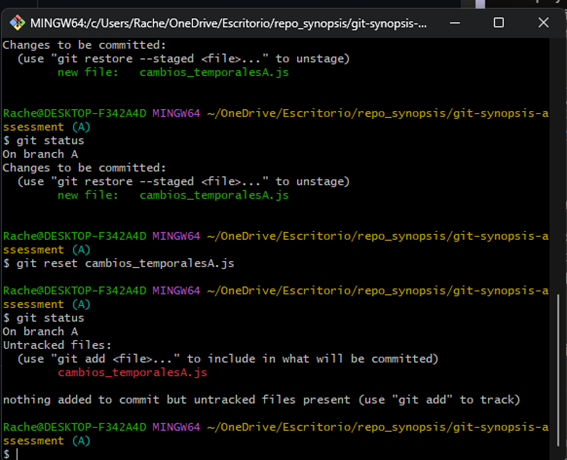 MINGW64:/c/Users/Rache/OneDrive/Escritorio/repo_synopsis/git-synopsis-...
Changes to be committed:
  (use "git restore --staged <file>..." to unstage)
        new file:   cambios_temporalesA.js

Rache@DESKTOP-F342A4D MINGW64 ~/OneDrive/Escritorio/repo_synopsis/git-synopsis-a
ssessment (A)
$ git status
On branch A
Changes to be committed:
  (use "git restore --staged <file>..." to unstage)
        new file:   cambios_temporalesA.js

Rache@DESKTOP-F342A4D MINGW64 ~/OneDrive/Escritorio/repo_synopsis/git-synopsis-a
ssessment (A)
$ git reset cambios_temporalesA.js

Rache@DESKTOP-F342A4D MINGW64 ~/OneDrive/Escritorio/repo_synopsis/git-synopsis-a
ssessment (A)
$ git status
On branch A
Untracked files:
  (use "git add <file>..." to include in what will be committed)
        cambios_temporalesA.js

nothing added to commit but untracked files present (use "git add" to track)

Rache@DESKTOP-F342A4D MINGW64 ~/OneDrive/Escritorio/repo_synopsis/git-synopsis-a
ssessment (A)
$